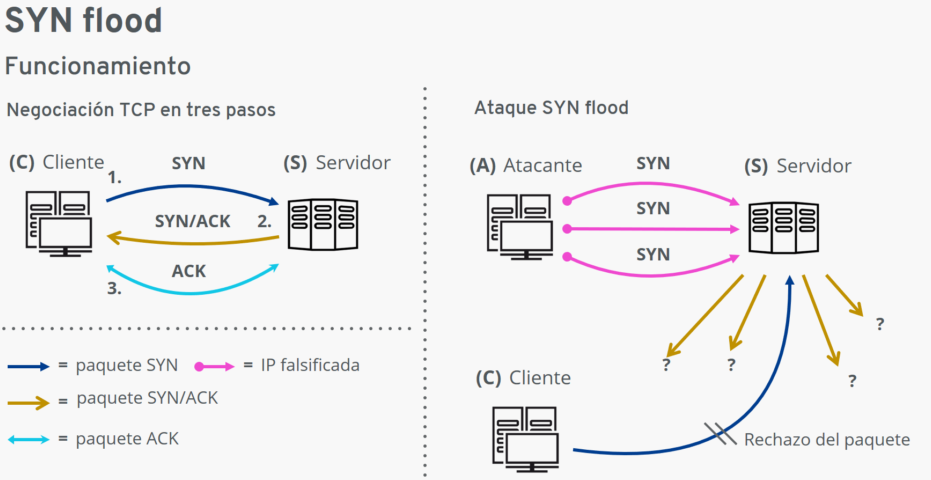 SYN flood
Funcionamiento
Negociación TCP en tres pasos
(C) Cliente
SYN
(S) Servidor
1.
SYN/ACK
2.
ACK
3.
= paquete SYN
= IP falsificada
= paquete SYN/ACK
= paquete ACK
Ataque SYN flood
(A) Atacante
SYN
(S) Servidor
SYN
SYN
?
?
?
?
(C) Cliente
Rechazo del paquete